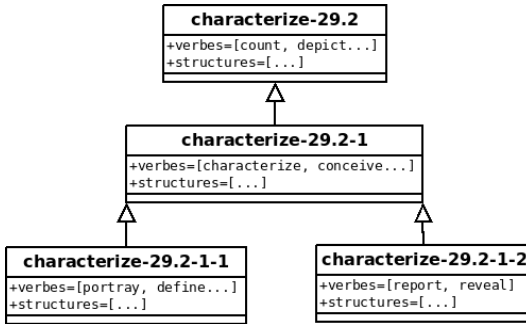 characterize-29.2
+verbes=[count, depict...]
+structures=[...]
characterize-29.2-1
+verbes=[characterize, conceive...]
+structures=[...]
characterize-29.2-1-1
+verbes=[portray, define...]
+structures=[...]
characterize-29.2-1-2
+verbes=[report, reveal]
+structures=[...]